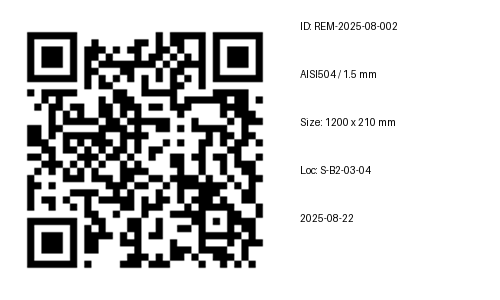 ID: REM-2025-08-002
AISI504 / 1.5 mm
Size: 1200 x 210 mm
Loc: S-B2-03-04
2025-08-22